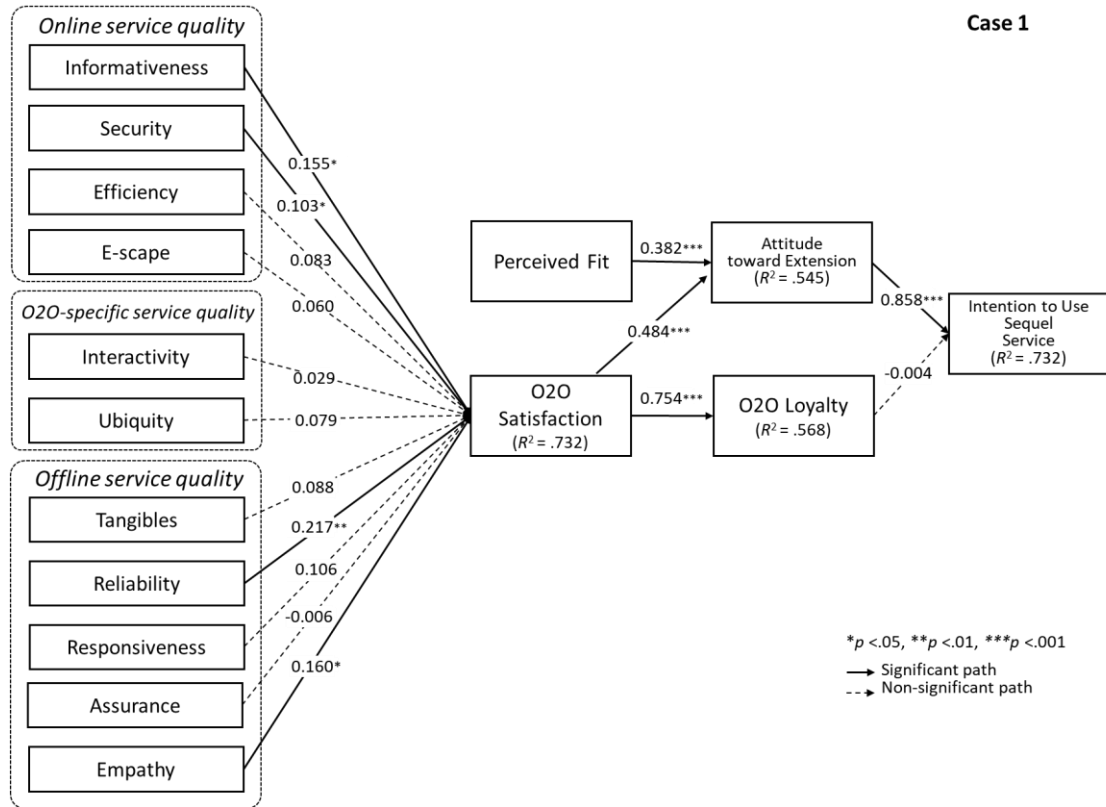 Online service quality
Case 1
Informativeness
Security
Efficiency
E-scape
O2O-specific service quality
Interactivity
Ubiquity
Offline service quality
Tangibles
Reliability
Responsiveness
Assurance
Empathy
0.155*
0.103*
0.083
0.060
0.029
0.079
0.088
0.217**
0.106
-0.006
0.160*
Perceived Fit
0.382***
Attitude
toward Extension
(R² = .545)
0.484***
0.858***
O2O
Satisfaction
(R² = .732)
0.754***
O2O Loyalty
(R² = .568)
-0.004
Intention to Use
Sequel
Service
(R² = .732)
*p <.05, **p <.01, ***p <.001
Significant path
Non-significant path